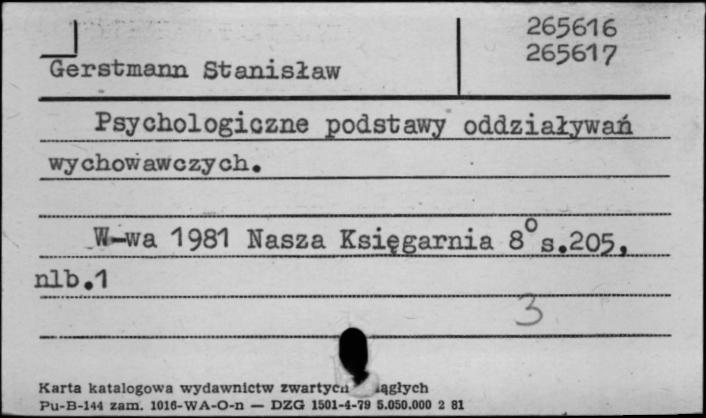 265616
265617
Gerstmann Stanisław
Psychologiczne podstawy oddziaływań
wychowawczych.
W-wa 1981 Nasza Księgarnia 8° s.205,
nlb.1
3
Karta katalogowa wydawnictw zwartych
Pu-B-144 zam. 1016-WA-O-n — DZG 1501-4-79 5.050.000 2 81